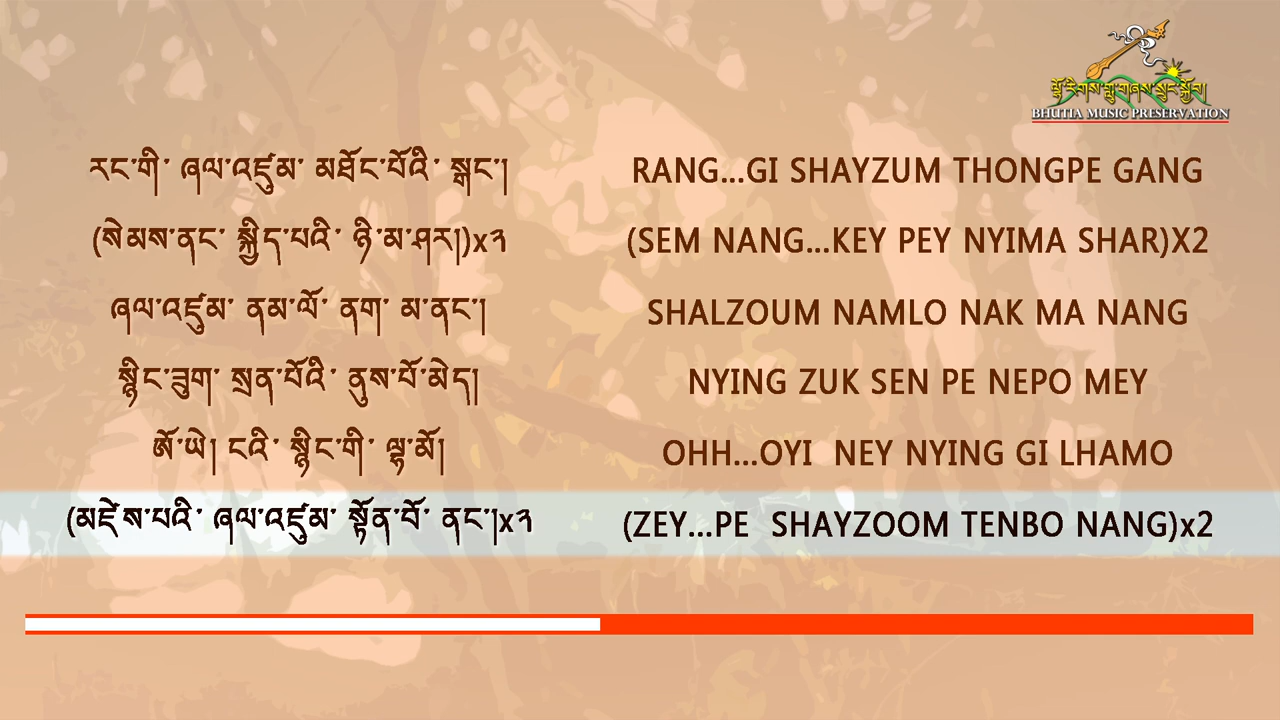 ལྷོ་རིགས་གླུ་གཞས་སྲུང་སྐྱོབ།
BHUTIA MUSIC PRESERVATION
རང་གི་ ཞལ་འཛུམ་ མཐོང་པོའི་ སྒང་།
RANG...GI SHAYZUM THONGPE GANG
(སེམས་ནང་ སྐྱིད་པའི་ ཉི་མ་ཤར།)x༢
(SEM NANG...KEY PEY NYIMA SHAR)X2
ཞལ་འཛུམ་ ནམ་ལོ་ ནག་ མ་ནང་།
SHALZOUM NAMLO NAK MA NANG
སྙིང་ཟུག་ སྲན་པོའི་ ནུས་པོ་མེད།
NYING ZUK SEN PE NEPO MEY
ཨོ་ཡེ། ངའི་ སྙིང་གི་ ལྷ་མོ།
OHH...OYI NEY NYING GI LHAMO
(མཛེས་པའི་ ཞལ་འཛུམ་ སྟོན་བོ་ ནང་།x༢
(ZEY...PE SHAYZOOM TENBO NANG)x2